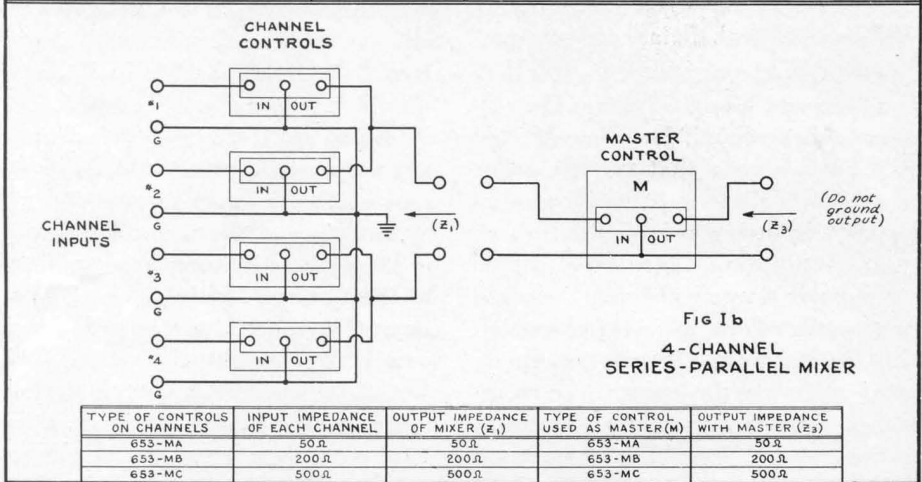 CHANNEL
CONTROLS
#1
IN OUT
G
#2
IN OUT
G
CHANNEL
INPUTS
(Z₁)
#3
IN OUT
G
#4
IN OUT
G
MASTER
CONTROL
M
IN OUT
(Z₃)
(Do not
ground
output)
FIG 1b
4-CHANNEL
SERIES-PARALLEL MIXER
TYPE OF CONTROLS ON CHANNELS | INPUT IMPEDANCE OF EACH CHANNEL | OUTPUT IMPEDANCE OF MIXER (Z₁) | TYPE OF CONTROL USED AS MASTER(M) | OUTPUT IMPEDANCE WITH MASTER (Z₃)
653-MA 50Ω 50Ω 653-MA 50Ω
653-MB 200Ω 200Ω 653-MB 200Ω
653-MC 500Ω 500Ω 653-MC 500Ω